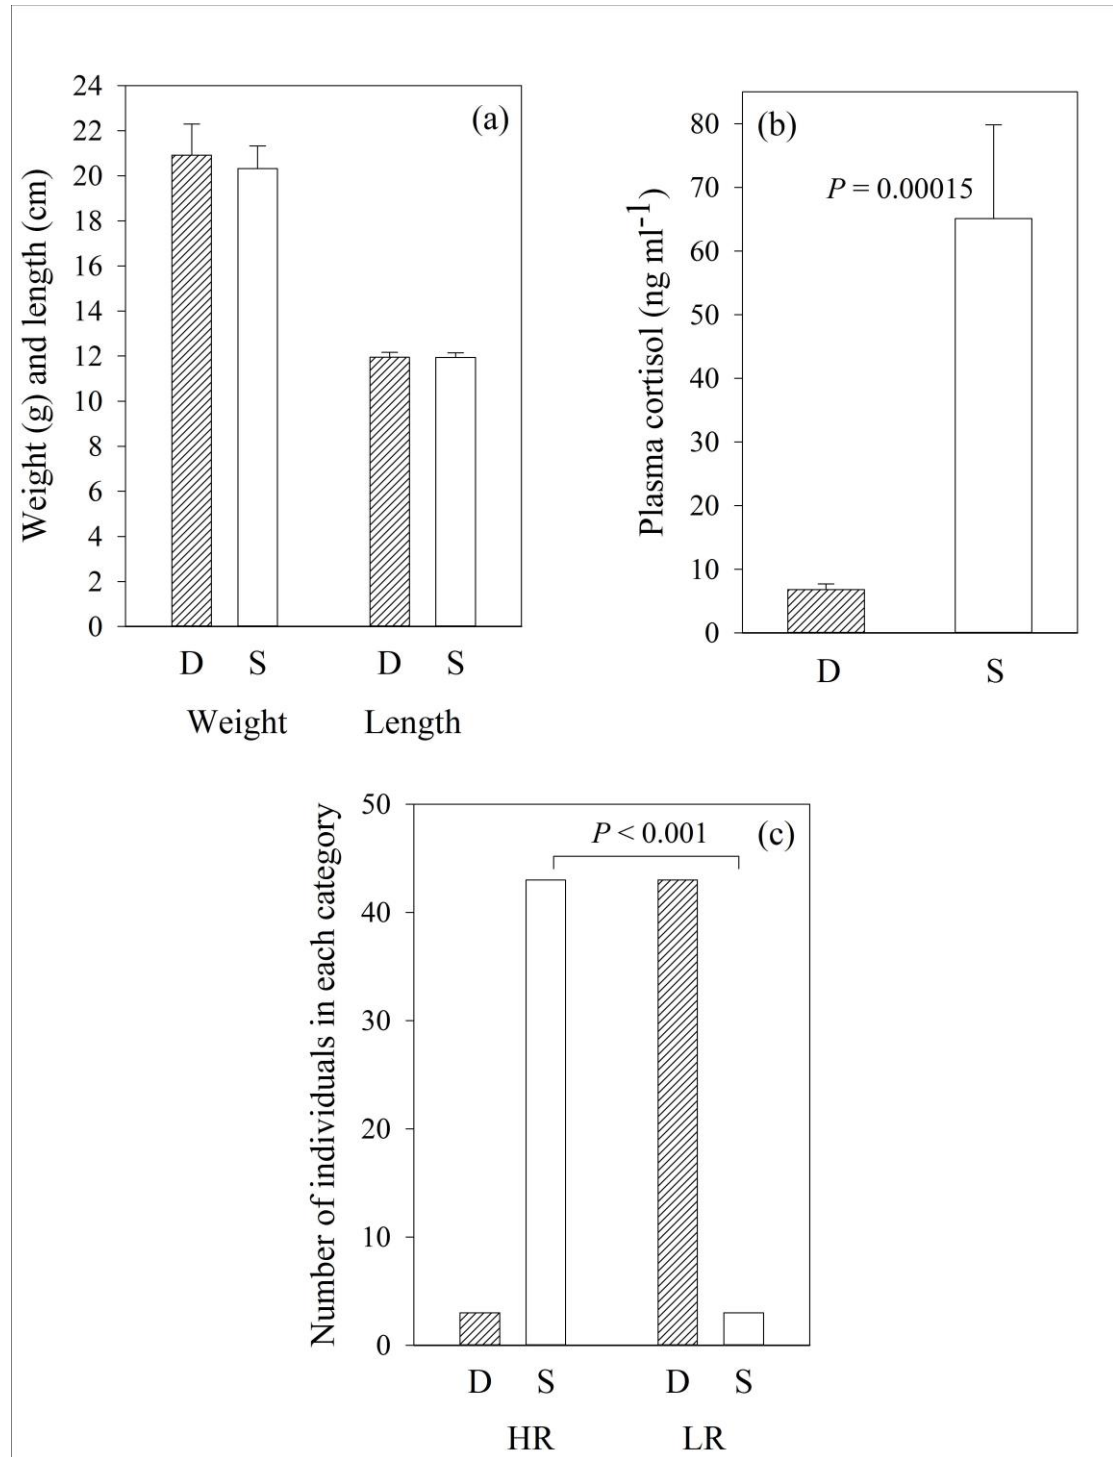 (a)
Weight (g) and length (cm)
24
22
20
18
16
14
12
10
8
6
4
2
0
D S D S
Weight Length
(b)
Plasma cortisol (ng ml-1)
80
70
60
50
40
30
20
10
0
P = 0.00015
D S
(c)
Number of individuals in each category
50
40
30
20
10
0
P < 0.001
D S D S
HR LR